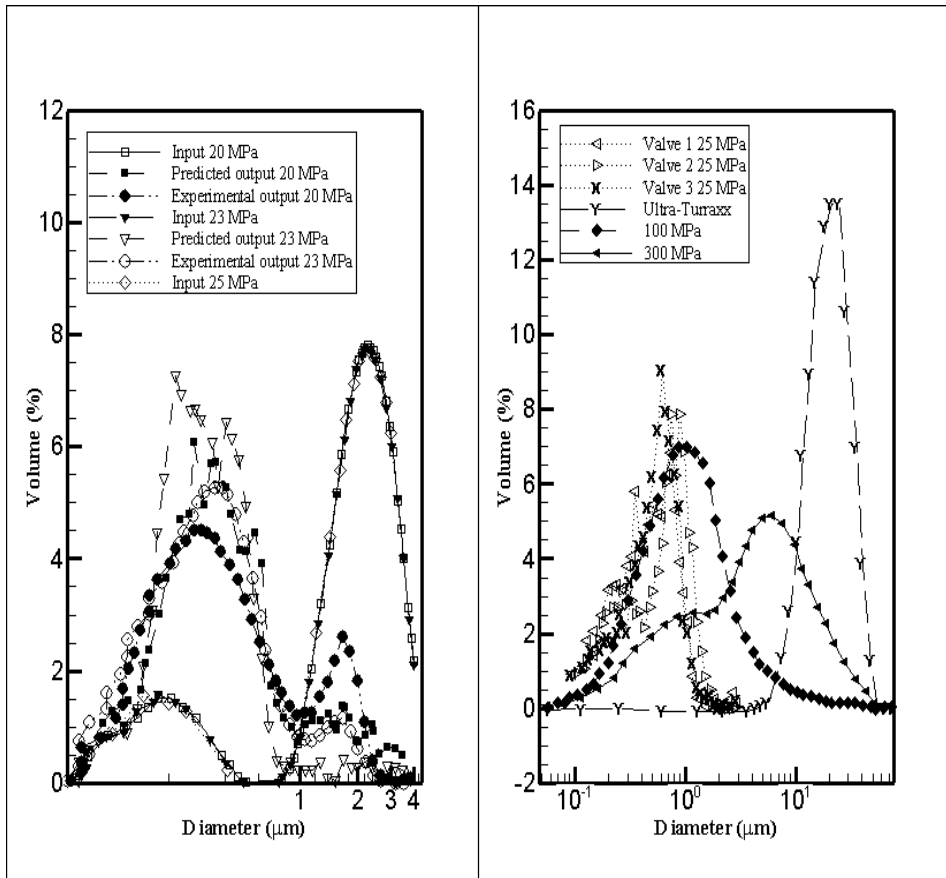 12
10
8
6
4
2
0
Volume (%)
Input 20 MPa
Predicted output 20 MPa
Experimental output 20 MPa
Input 23 MPa
Predicted output 23 MPa
Experimental output 23 MPa
Input 25 MPa
1 2 3 4
Diameter (μm)
16
14
12
10
8
6
4
2
0
-2
Volume (%)
Valve 1 25 MPa
Valve 2 25 MPa
Valve 3 25 MPa
Ultra-Turraxx
100 MPa
300 MPa
10-1 100 101
Diameter (μm)